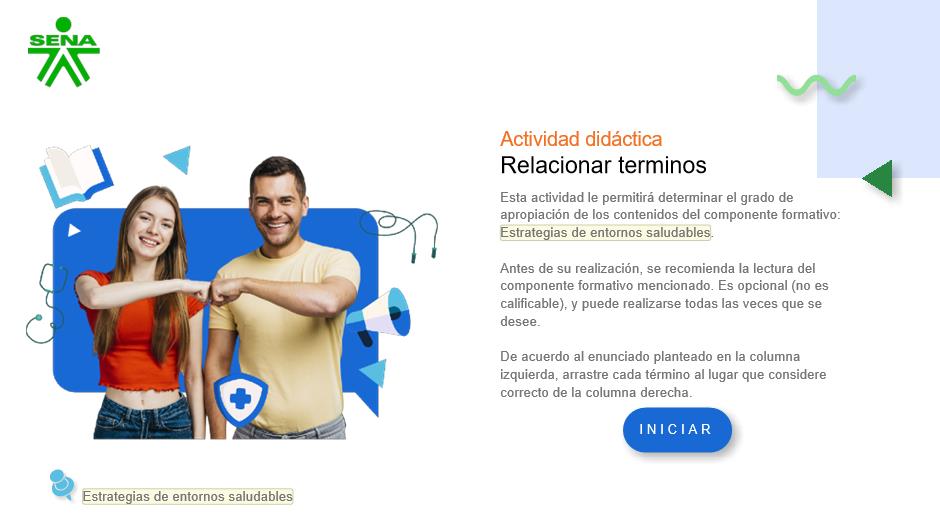 SENA
Actividad didáctica
Relacionar terminos
Esta actividad le permitirá determinar el grado de
apropiación de los contenidos del componente formativo:
Estrategias de entornos saludables.
Antes de su realización, se recomienda la lectura del
componente formativo mencionado. Es opcional (no es
calificable), y puede realizarse todas las veces que se
desee.
De acuerdo al enunciado planteado en la columna
izquierda, arrastre cada término al lugar que considere
correcto de la columna derecha.
INICIAR
Estrategias de entornos saludables